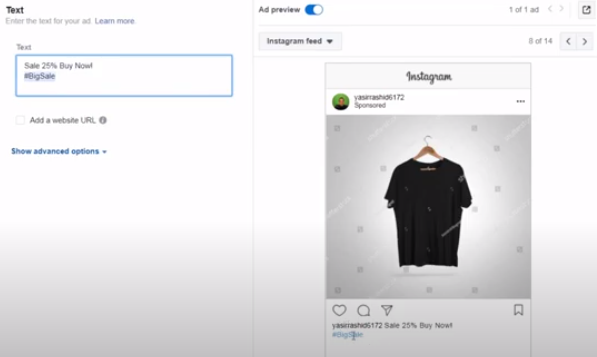 Text
Enter the text for your ad. Learn more.
Text
Sale 25% Buy Now!
#BigSale
Add a website URL
Show advanced options
Ad preview
1 of 1 ad
Instagram feed
8 of 14
Instagram
yasirrashid6172
Sponsored
yasirrashid6172 Sale 25% Buy Now!
#BigSale